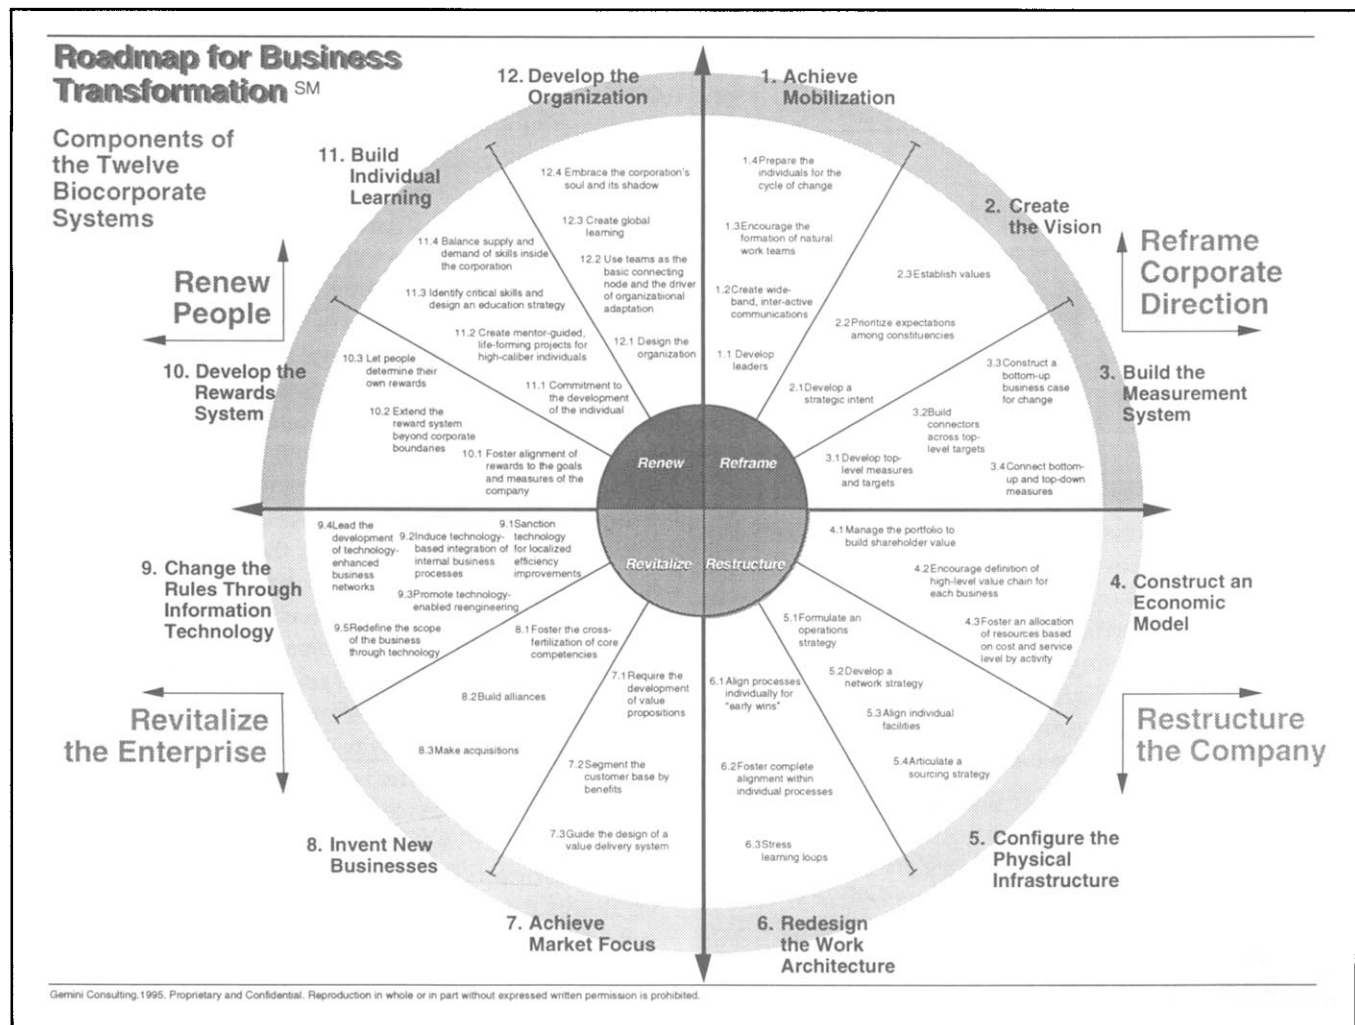 Roadmap for Business
Transformation SM
Components of
the Twelve
Biocorporate
Systems
12. Develop the
Organization
1. Achieve
Mobilization
11. Build
Individual
Learning
2. Create
the Vision
Renew
People
Reframe
Corporate
Direction
10. Develop the
Rewards
System
3. Build the
Measurement
System
9. Change the
Rules Through
Information
Technology
4. Construct an
Economic
Model
Revitalize
the Enterprise
Restructure
the Company
8. Invent New
Businesses
5. Configure the
Physical
Infrastructure
7. Achieve
Market Focus
6. Redesign
the Work
Architecture
12.4 Embrace the corporation's
soul and its shadow
12.3 Create global
learning
12.2 Use teams as the
basic connecting
node and the driver
of organizational
adaptation
12.1 Design the
organization
1.4 Prepare the
individuals for the
cycle of change
1.3 Encourage the
formation of natural
work teams
1.2 Create wide-
band, inter-active
communications
1.1 Develop
leaders
11.4 Balance supply and
demand of skills inside
the corporation
11.3 Identify critical skills and
design an education strategy
11.2 Create mentor-guided,
life-forming projects for
high-caliber individuals
11.1 Commitment to
the development
of the individual
2.3 Establish values
2.2 Prioritize expectations
among constituencies
2.1 Develop a
strategic intent
10.3 Let people
determine their
own rewards
10.2 Extend the
reward system
beyond corporate
boundaries
10.1 Foster alignment of
rewards to the goals
and measures of the
company
3.3 Construct a
bottom-up
business case
for change
3.2 Build
connectors
across top-
level targets
3.1 Develop top-
level measures
and targets
3.4 Connect bottom-
up and top-down
measures
Renew
Reframe
Revitalize
Restructure
9.4 Lead the
development
of technology-
enhanced
business
networks
9.2 Induce technology-
based integration of
internal business
processes
9.1 Sanction
technology
for localized
efficiency
improvements
9.3 Promote technology-
enabled reengineering
9.5 Redefine the scope
of the business
through technology
4.1 Manage the portfolio to
build shareholder value
4.2 Encourage definition of
high-level value chain for
each business
4.3 Foster an allocation
of resources based
on cost and service
level by activity
8.1 Foster the cross-
fertilization of core
competencies
8.2 Build alliances
8.3 Make acquisitions
5.1 Formulate an
operations
strategy
5.2 Develop a
network strategy
5.3 Align individual
facilities
5.4 Articulate a
sourcing strategy
7.1 Require the
development
of value
propositions
7.2 Segment the
customer base by
benefits
7.3 Guide the design of a
value delivery system
6.1 Align processes
individually for
"early wins"
6.2 Foster complete
alignment within
individual processes
6.3 Stress
learning loops
Gemini Consulting,1995. Proprietary and Confidential. Reproduction in whole or in part without expressed written permission is prohibited.